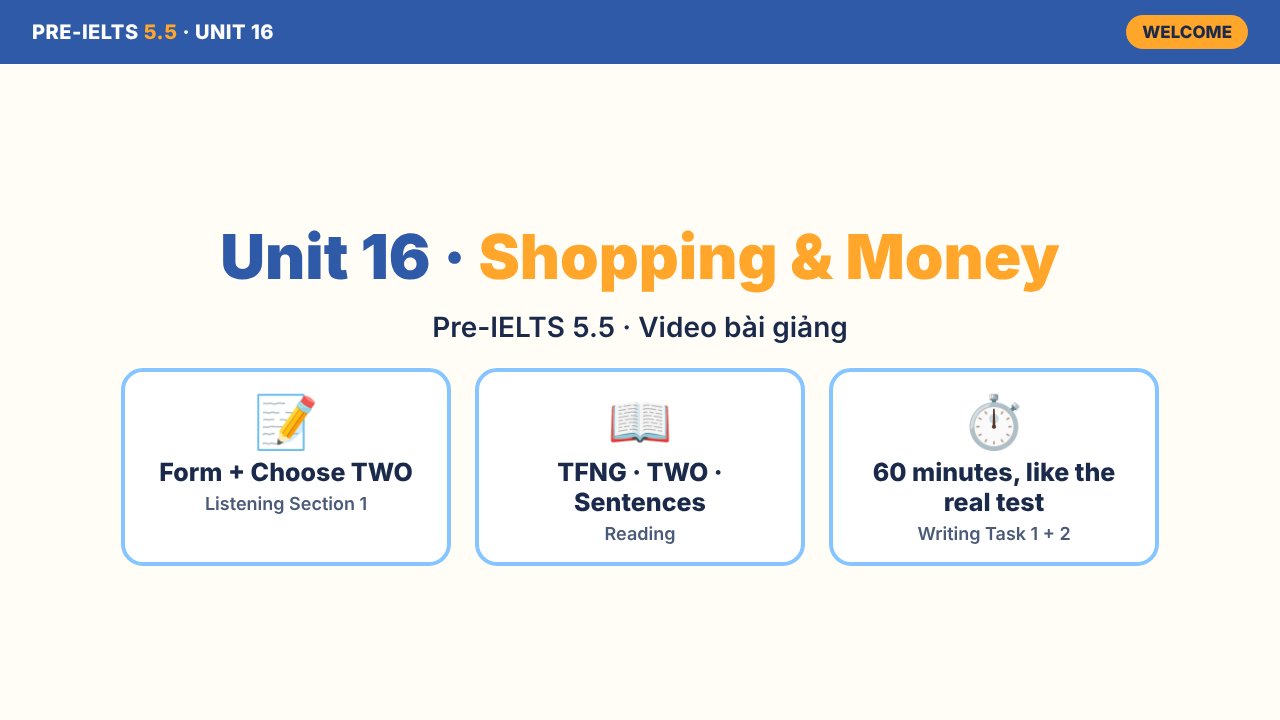 PRE-IELTS 5.5 · UNIT 16
WELCOME
Unit 16 · Shopping & Money
Pre-IELTS 5.5 · Video bài giảng
Form + Choose TWO
Listening Section 1
TFNG · TWO ·
Sentences
Reading
60 minutes, like the
real test
Writing Task 1 + 2